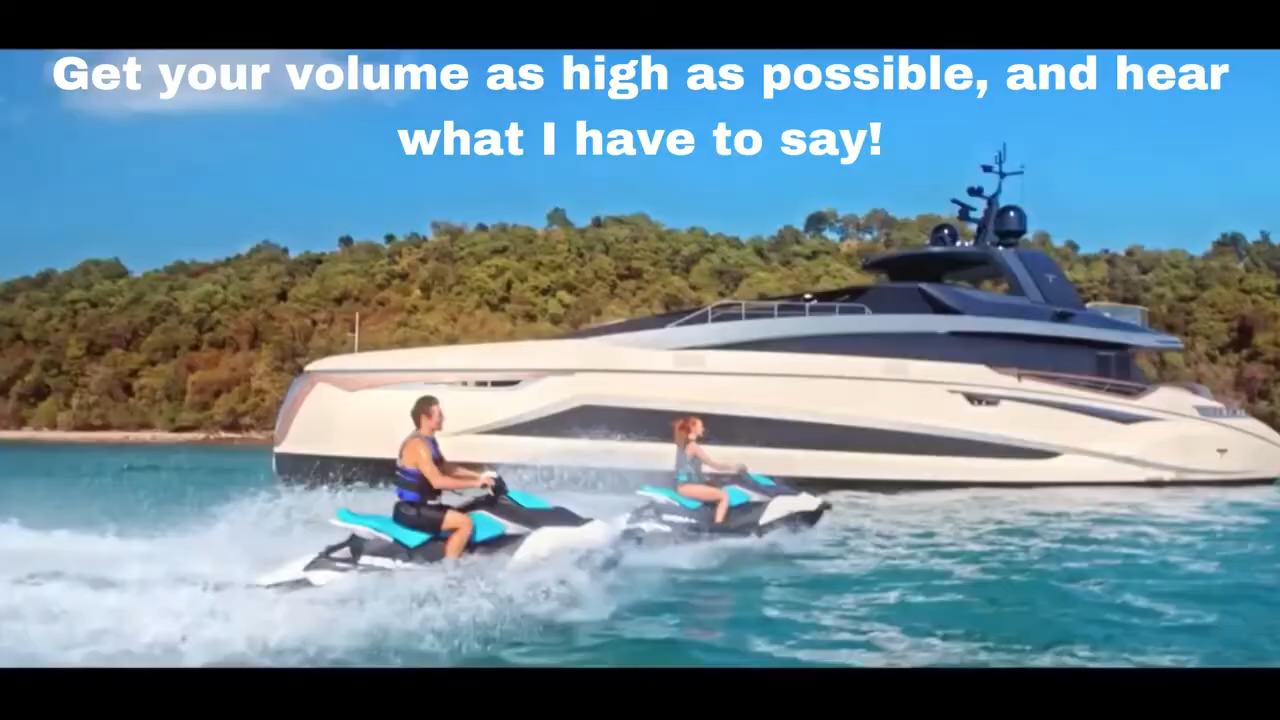 Get your volume as high as possible, and hear
what I have to say!